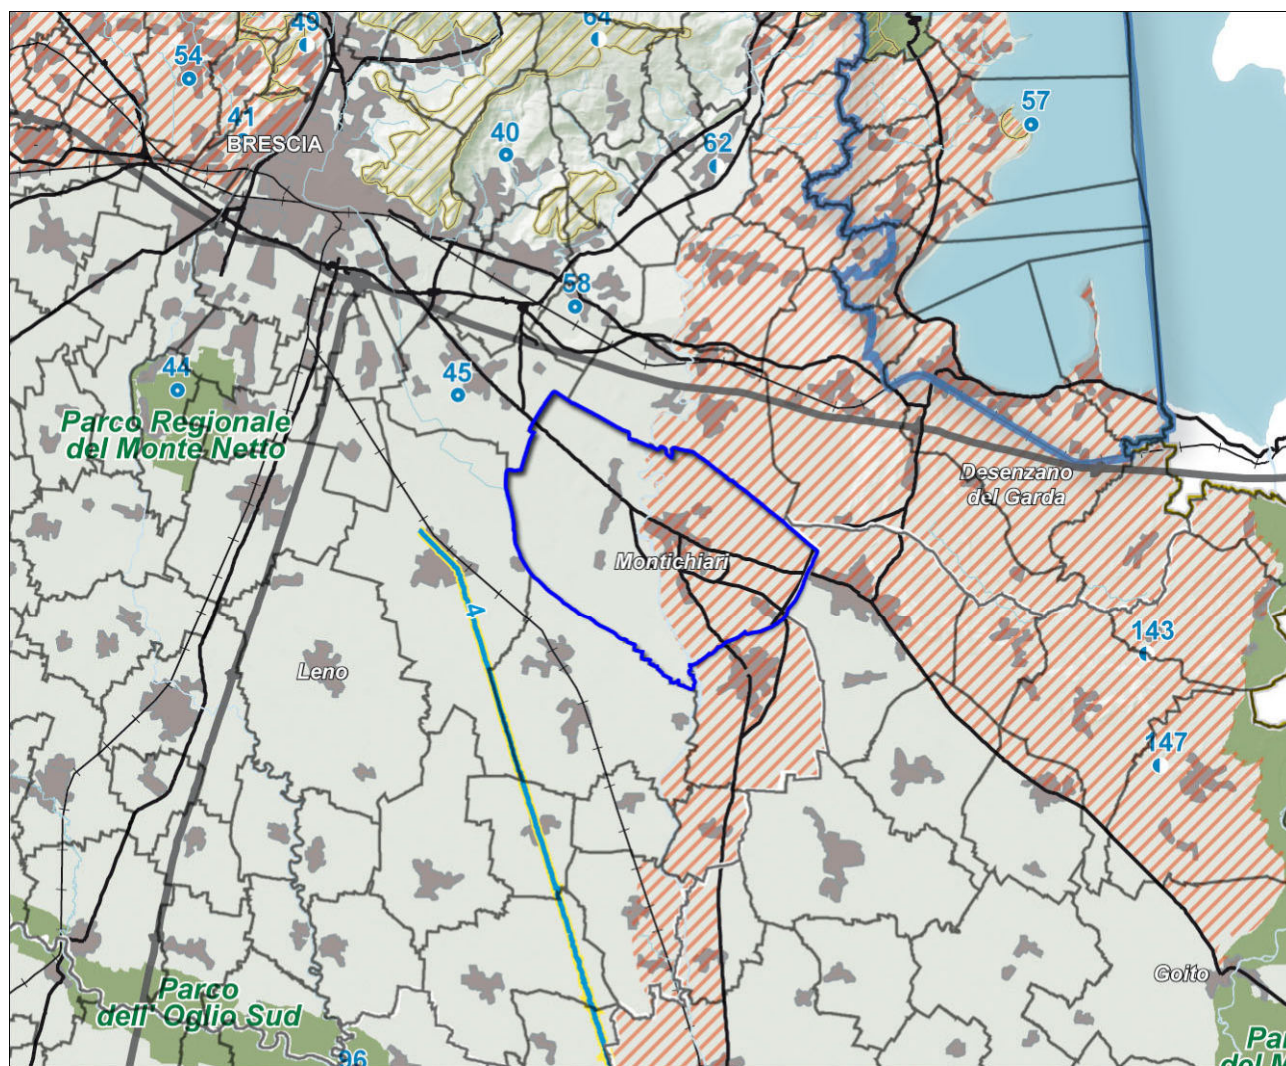 49
64
54
57
41
BRESCIA
40
62
58
44
45
Parco Regionale
del Monte Netto
Desenzano
del Garda
Montichiari
4
143
Leno
147
Goito
Parco
dell' Oglio Sud
96
Par
del M